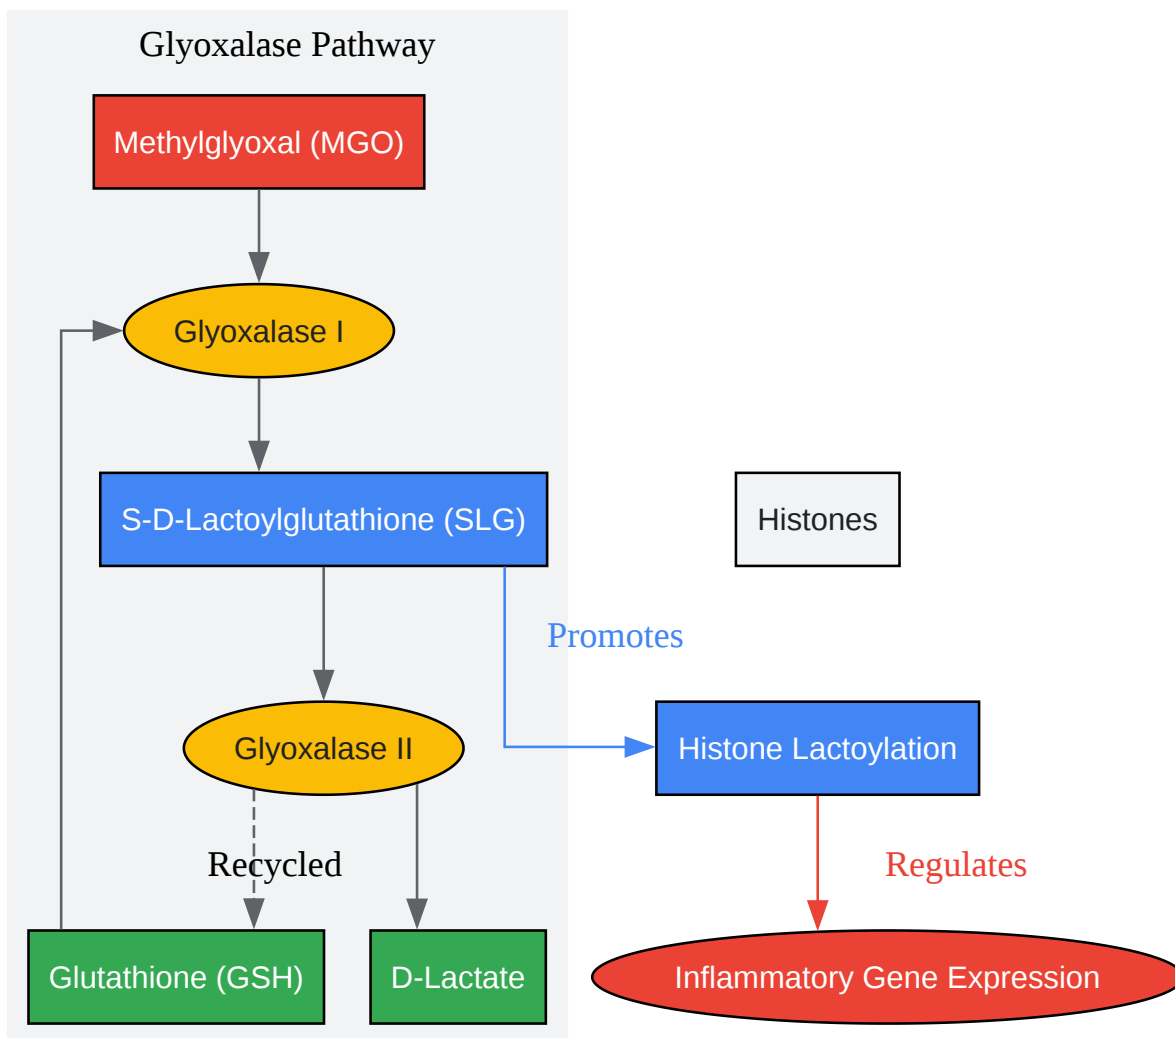 Glyoxalase Pathway
Methylglyoxal (MGO)
Glyoxalase I
S-D-Lactoylglutathione (SLG)
Histones
Promotes
Glyoxalase II
Histone Lactoylation
Recycled
Regulates
Glutathione (GSH)
D-Lactate
Inflammatory Gene Expression